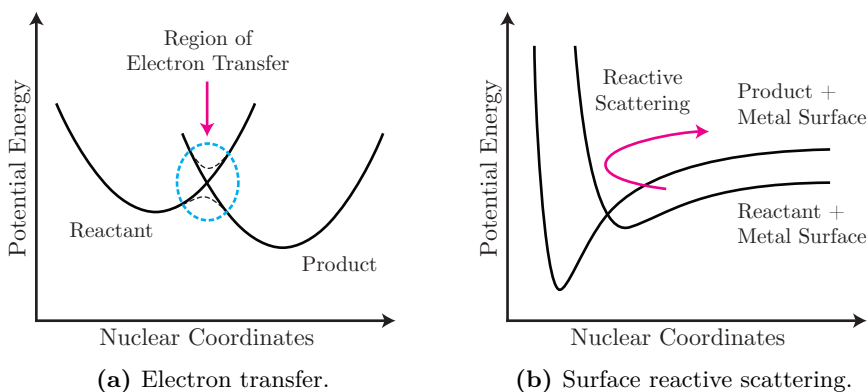 Region of
Electron Transfer
Potential Energy
Reactant
Product
Nuclear Coordinates
(a) Electron transfer.
Potential Energy
Reactive
Scattering
Product +
Metal Surface
Reactant +
Metal Surface
Nuclear Coordinates
(b) Surface reactive scattering.